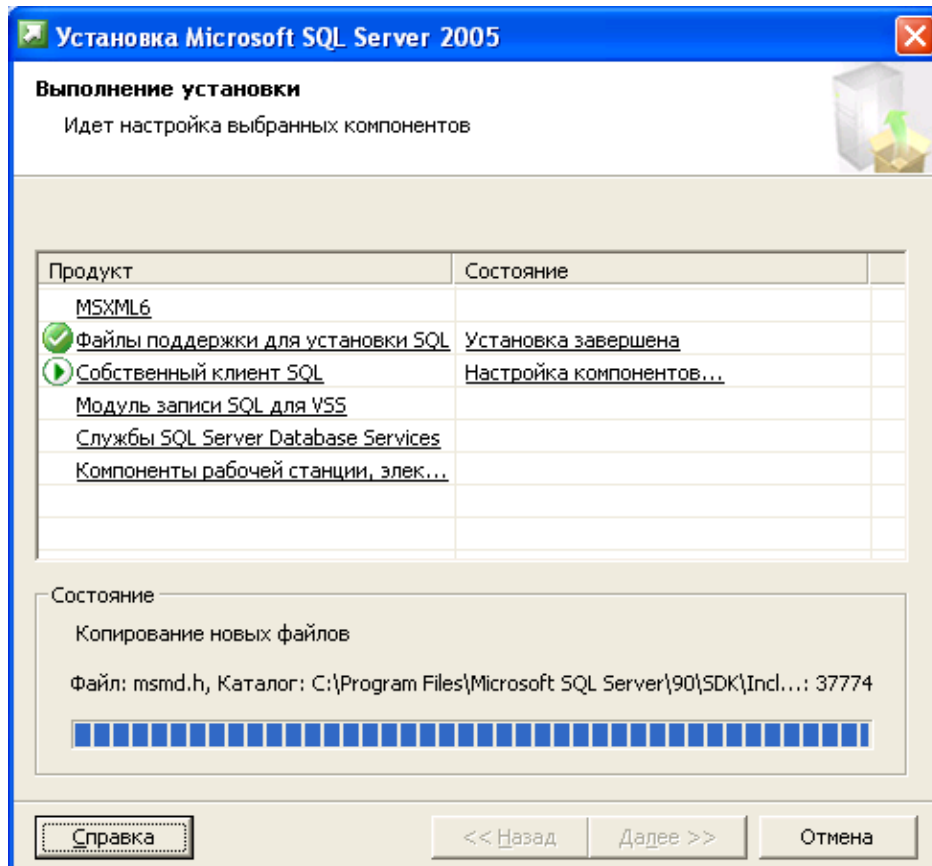 Установка Microsoft SQL Server 2005
Выполнение установки
Идет настройка выбранных компонентов
Продукт Состояние
MSXML6
Файлы поддержки для установки SQL Установка завершена
Собственный клиент SQL Настройка компонентов...
Модуль записи SQL для VSS
Службы SQL Server Database Services
Компоненты рабочей станции, элек...
Состояние
Копирование новых файлов
Файл: msmd.h, Каталог: C:\Program Files\Microsoft SQL Server\90\SDK\Incl...: 37774
Справка << Назад Далее >> Отмена